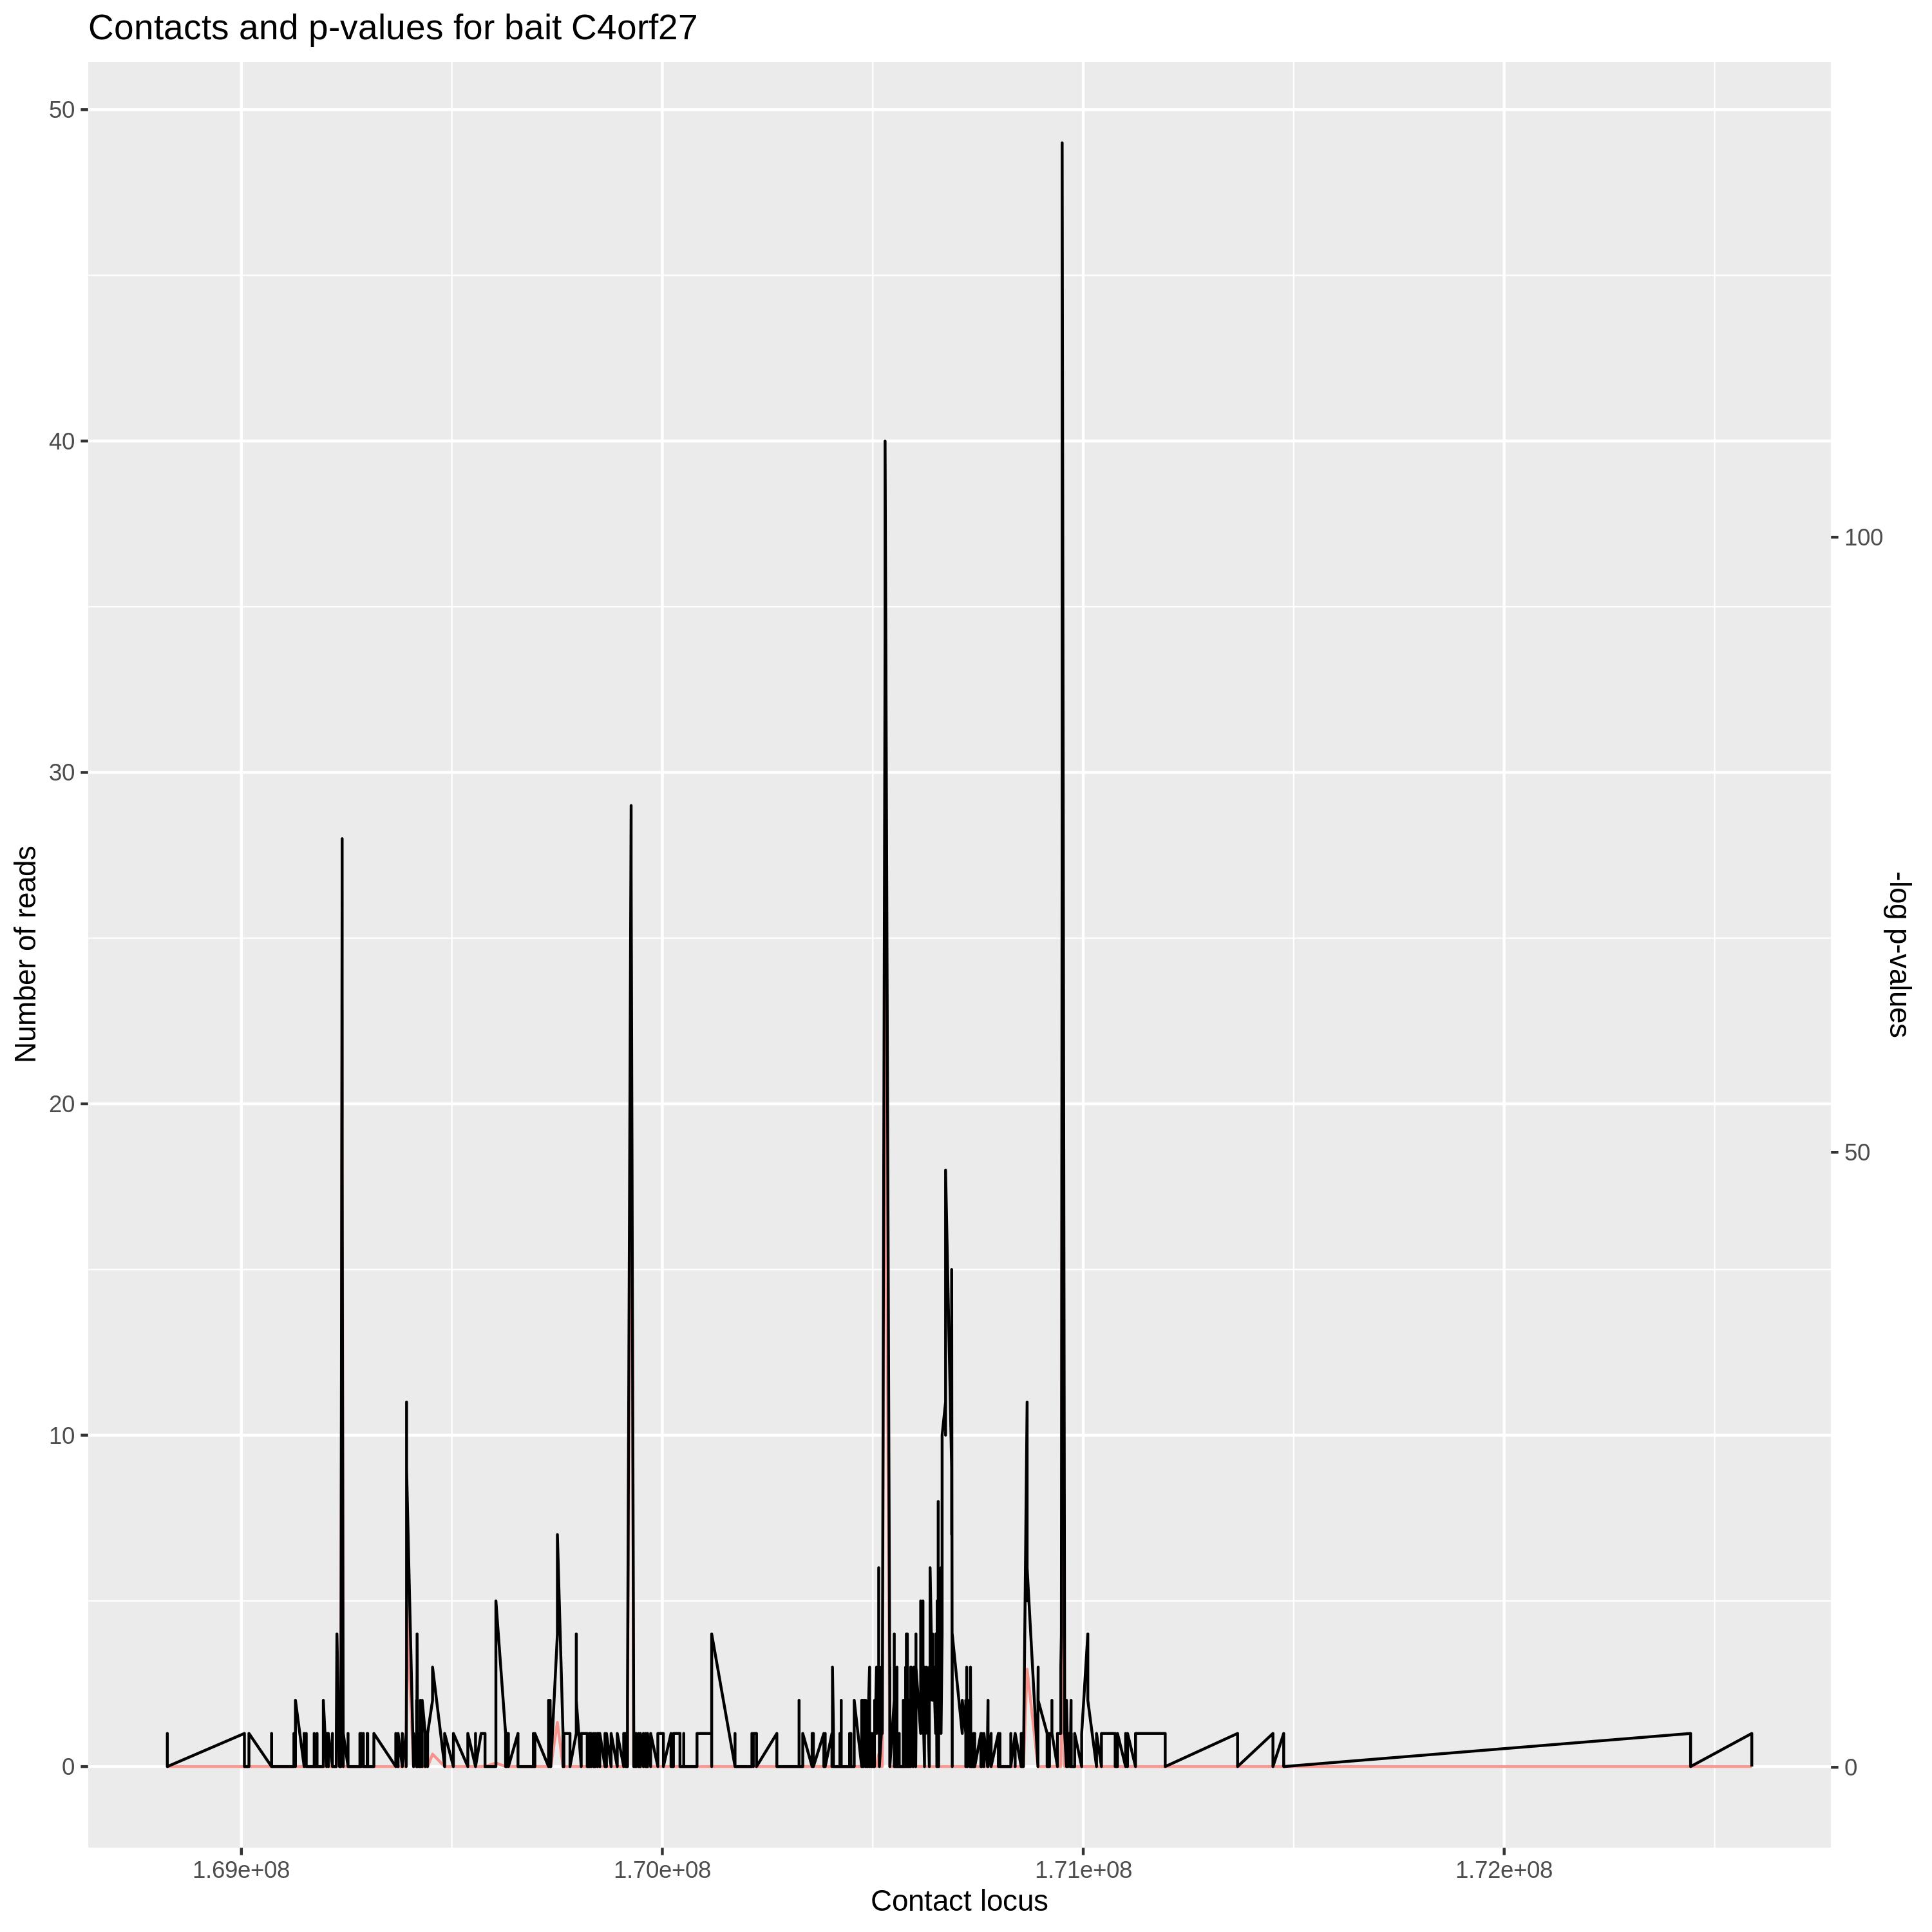 Contacts and p-values for bait C4orf27
50
40
30
20
10
0
Number of reads
100
50
0
-log p-values
1.69e+08
1.70e+08
1.71e+08
1.72e+08
Contact locus